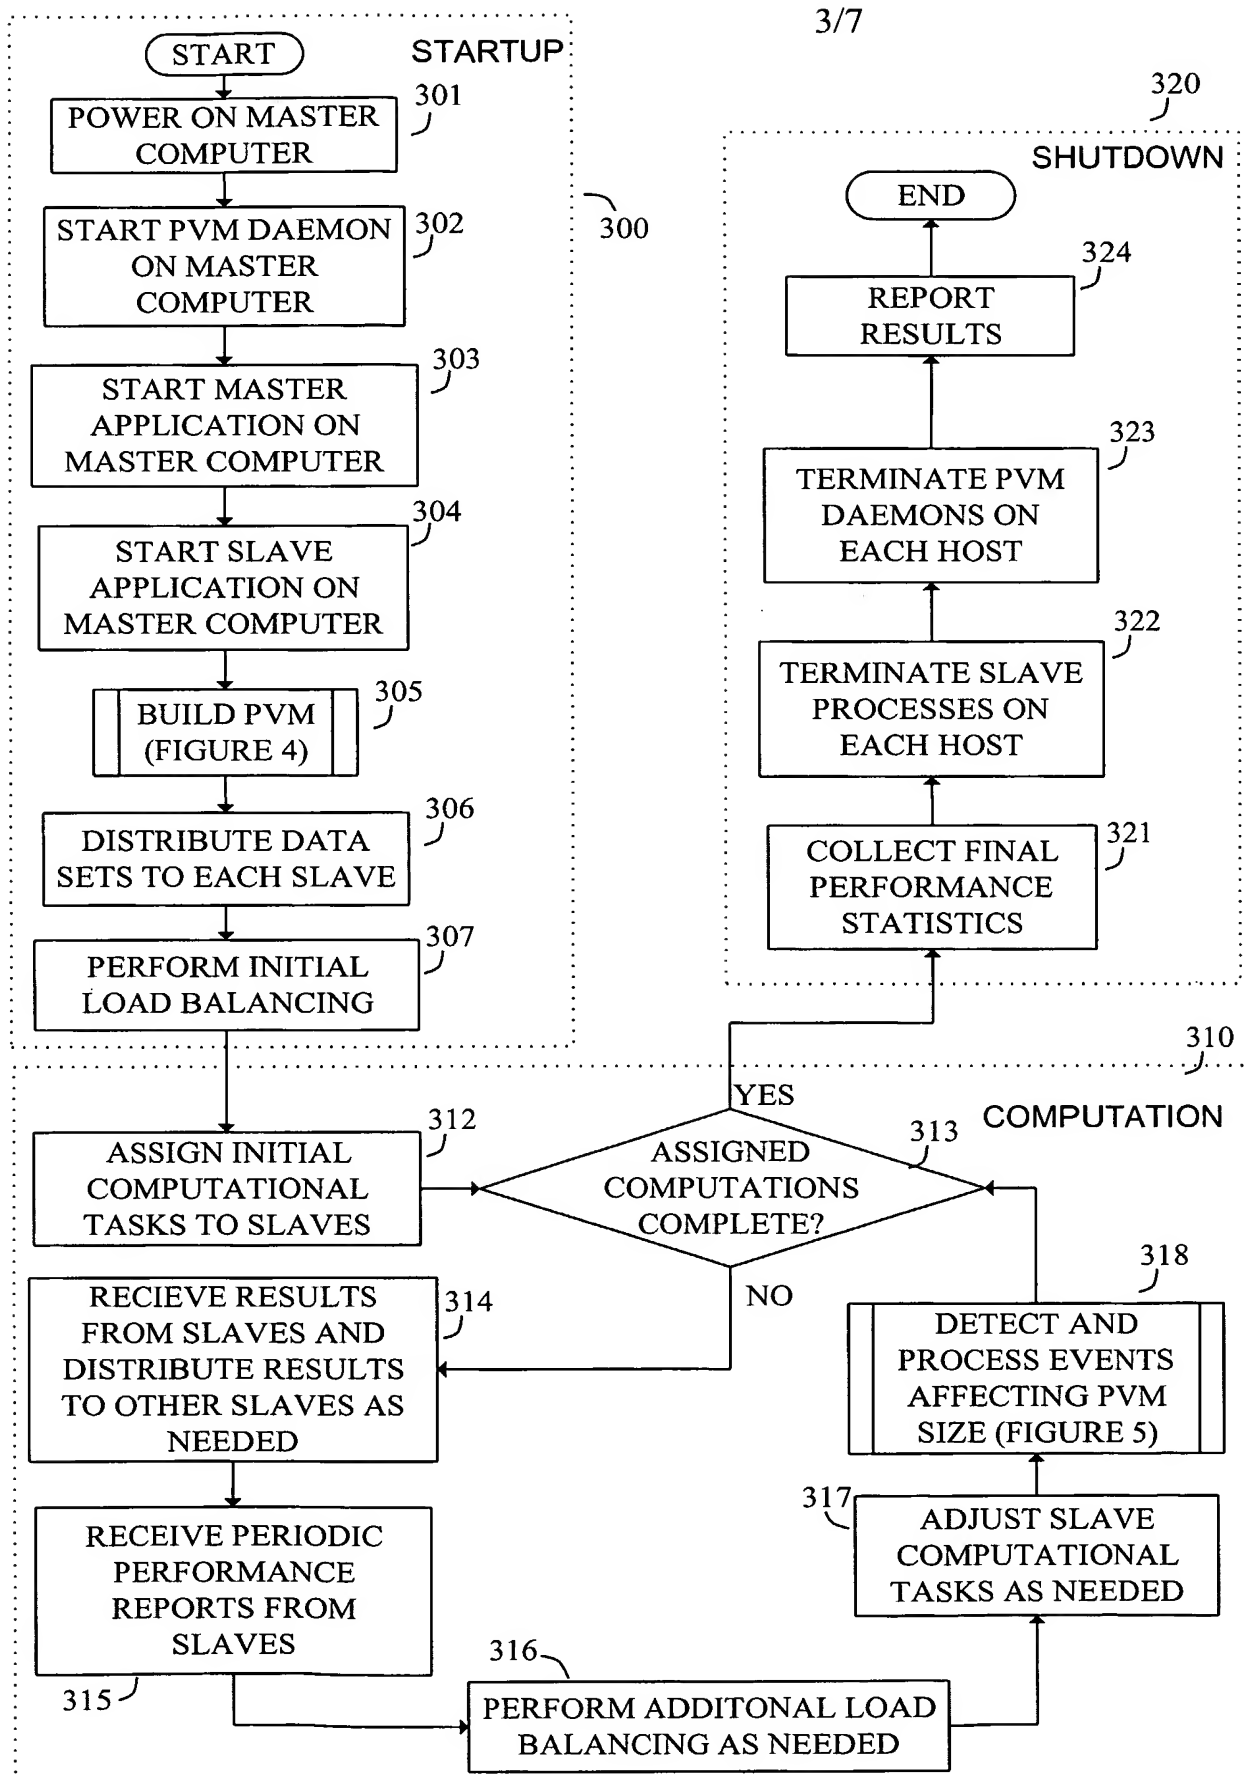 3/7
STARTUP
START
301
POWER ON MASTER
COMPUTER
302
START PVM DAEMON
ON MASTER
COMPUTER
300
303
START MASTER
APPLICATION ON
MASTER COMPUTER
304
START SLAVE
APPLICATION ON
MASTER COMPUTER
305
BUILD PVM
(FIGURE 4)
306
DISTRIBUTE DATA
SETS TO EACH SLAVE
307
PERFORM INITIAL
LOAD BALANCING
320
SHUTDOWN
END
324
REPORT
RESULTS
323
TERMINATE PVM
DAEMONS ON
EACH HOST
322
TERMINATE SLAVE
PROCESSES ON
EACH HOST
321
COLLECT FINAL
PERFORMANCE
STATISTICS
310
COMPUTATION
312
ASSIGN INITIAL
COMPUTATIONAL
TASKS TO SLAVES
YES
313
ASSIGNED
COMPUTATIONS
COMPLETE?
NO
314
RECIEVE RESULTS
FROM SLAVES AND
DISTRIBUTE RESULTS
TO OTHER SLAVES AS
NEEDED
318
DETECT AND
PROCESS EVENTS
AFFECTING PVM
SIZE (FIGURE 5)
317
ADJUST SLAVE
COMPUTATIONAL
TASKS AS NEEDED
RECEIVE PERIODIC
PERFORMANCE
REPORTS FROM
SLAVES
315
316
PERFORM ADDITONAL LOAD
BALANCING AS NEEDED